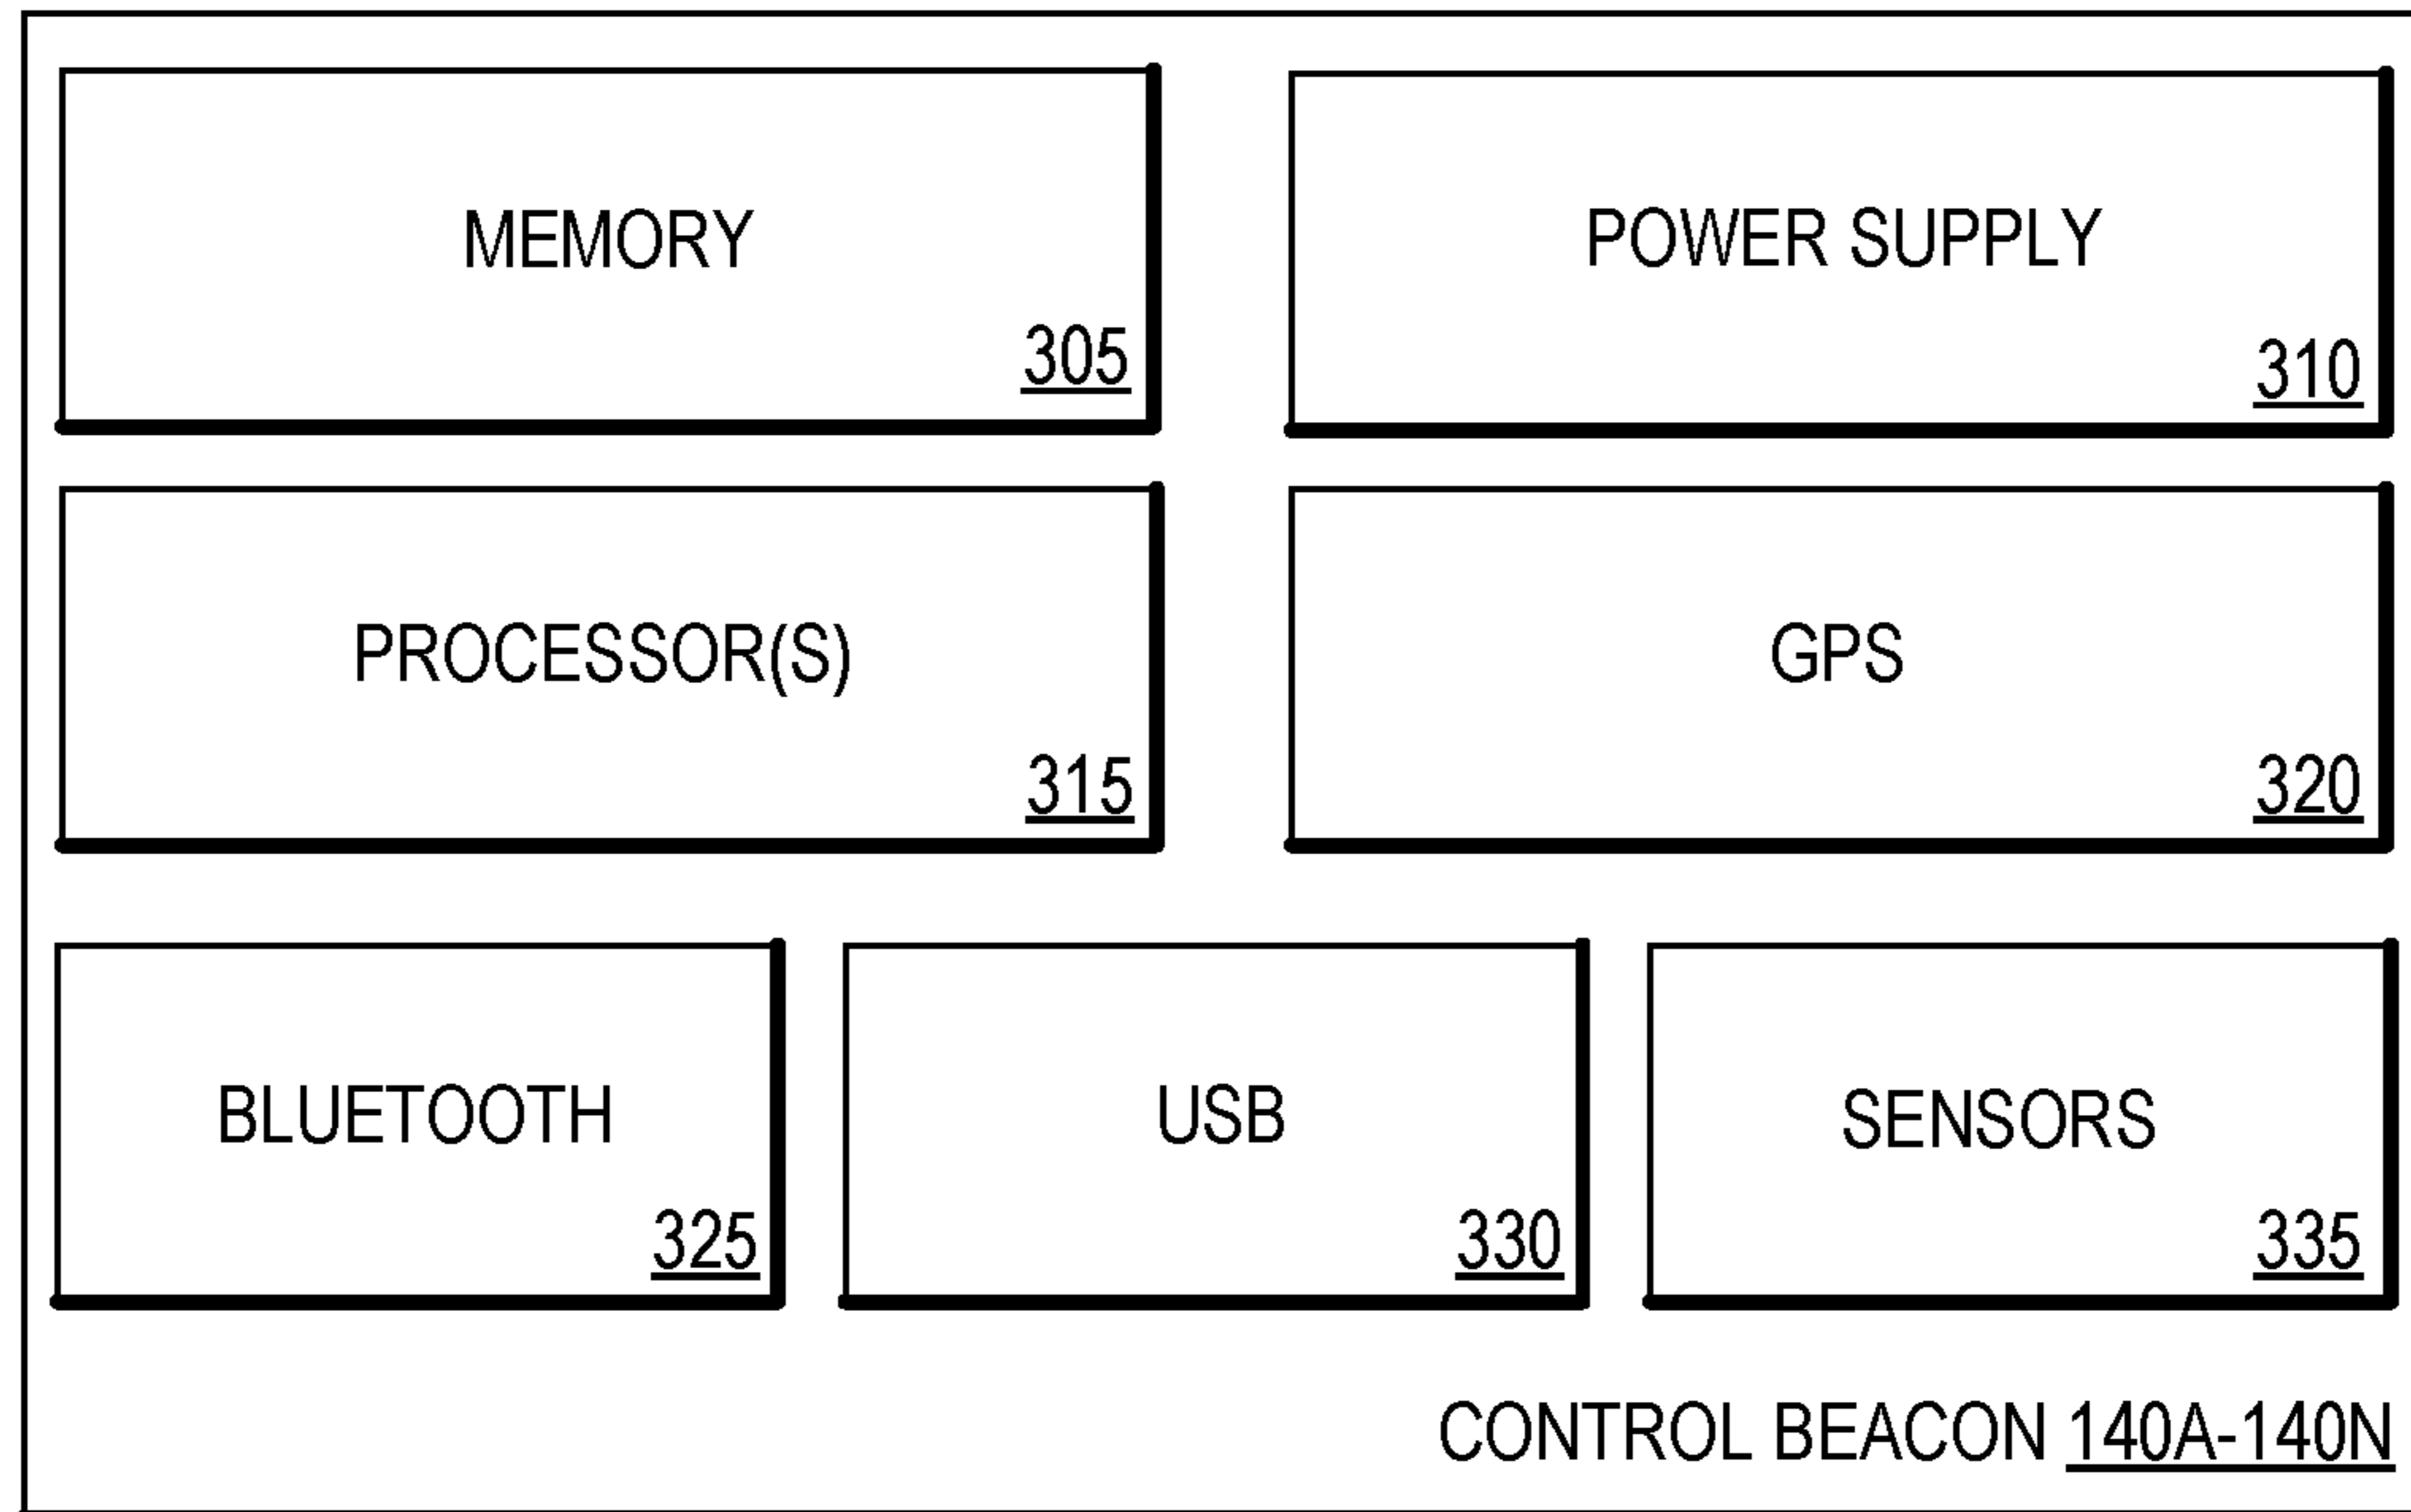 MEMORY
305
POWER SUPPLY
310
PROCESSOR(S)
315
GPS
320
BLUETOOTH
325
USB
330
SENSORS
335
CONTROL BEACON 140A-140N